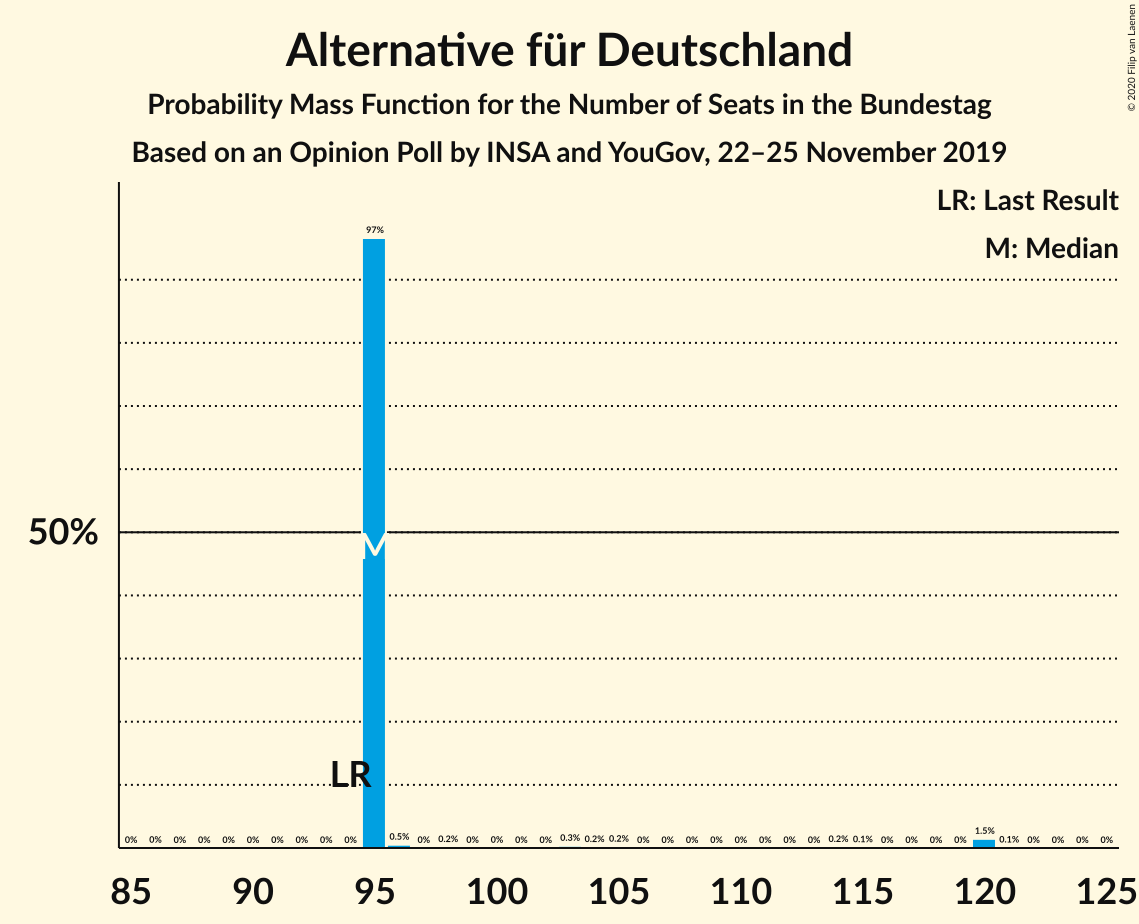 Alternative für Deutschland
Probability Mass Function for the Number of Seats in the Bundestag
Based on an Opinion Poll by INSA and YouGov, 22–25 November 2019
© 2020 Filip van Laenen
LR: Last Result
M: Median
97%
50%
M
LR
0% 0% 0% 0% 0% 0% 0% 0% 0% 0% 0.5% 0% 0.2% 0% 0% 0% 0% 0.3% 0.2% 0.2% 0% 0% 0% 0% 0% 0% 0% 0% 0.2% 0.1% 0% 0% 0% 0% 1.5% 0.1% 0% 0% 0% 0%
85 90 95 100 105 110 115 120 125